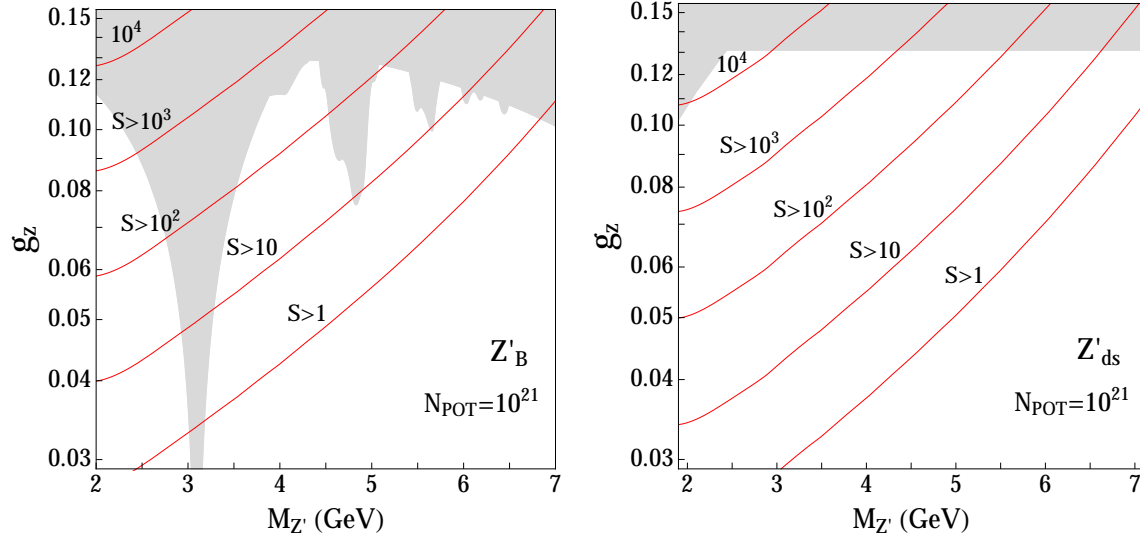 0.15
0.12
0.10
0.08
0.06
0.05
0.04
0.03
g_z
10^4
S>10^3
S>10^2
S>10
S>1
Z'_B
N_POT=10^21
2 3 4 5 6 7
M_Z' (GeV)
0.15
0.12
0.10
0.08
0.06
0.05
0.04
0.03
g_z
10^4
S>10^3
S>10^2
S>10
S>1
Z'_ds
N_POT=10^21
2 3 4 5 6 7
M_Z' (GeV)